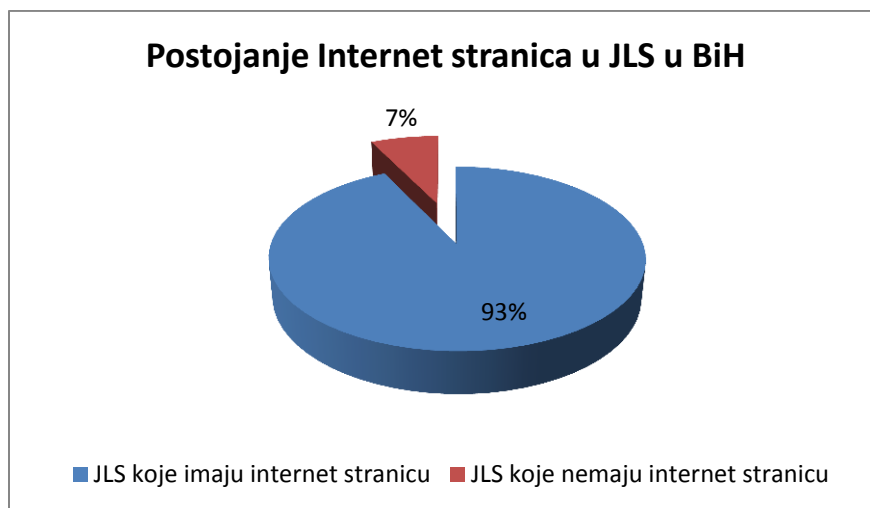 Postojanje Internet stranica u JLS u BiH
7%
93%
JLS koje imaju internet stranicu JLS koje nemaju internet stranicu